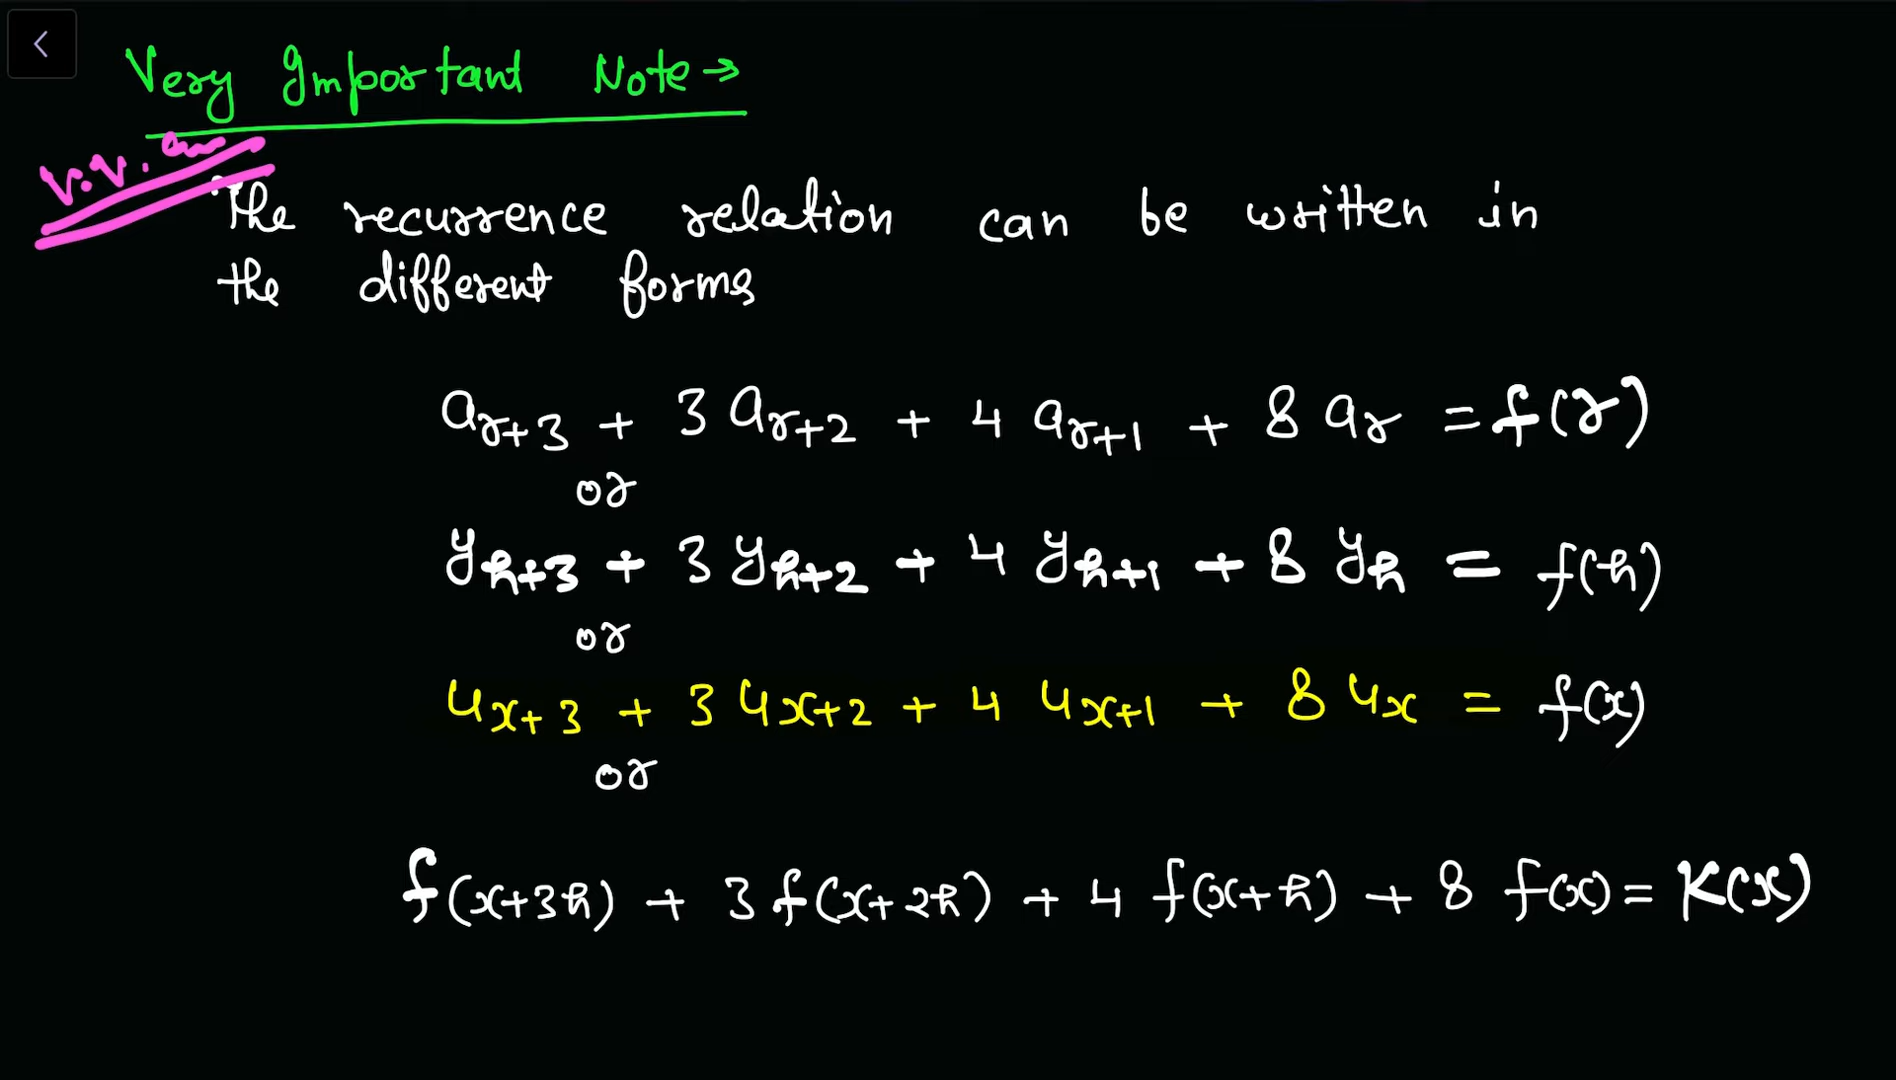 Very Important Note→
V.V.
The recurrence relation can be written in
the different forms
a_{r+3} + 3 a_{r+2} + 4 a_{r+1} + 8 a_r = f(r)
or
y_{h+3} + 3 y_{h+2} + 4 y_{h+1} + 8 y_h = f(h)
or
u_{x+3} + 3 u_{x+2} + 4 u_{x+1} + 8 u_x = f(x)
or
f(x+3h) + 3 f(x+2h) + 4 f(x+h) + 8 f(x) = K(x)